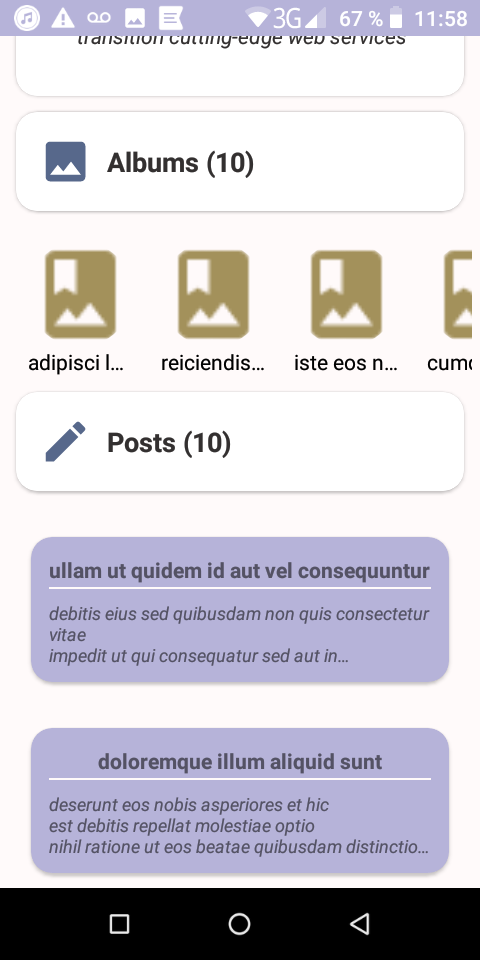 3G 67 % 11:58
transition cutting-edge web services
Albums (10)
adipisci l… reiciendis… iste eos n… cum
Posts (10)
ullam ut quidem id aut vel consequuntur
debitis eius sed quibusdam non quis consectetur
vitae
impedit ut qui consequatur sed aut in…
doloremque illum aliquid sunt
deserunt eos nobis asperiores et hic
est debitis repellat molestiae optio
nihil ratione ut eos beatae quibusdam distinctio…